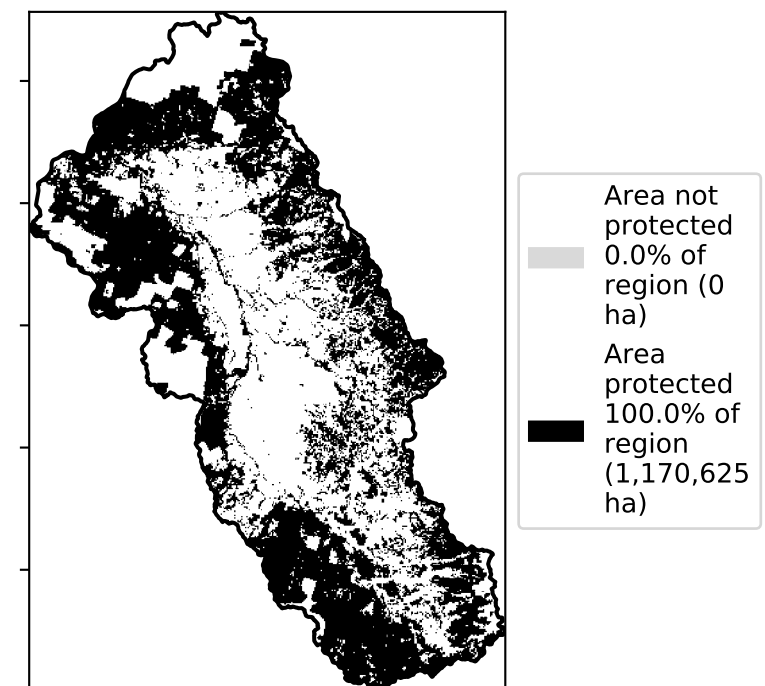 Area not
protected
0.0% of
region (0
ha)
Area
protected
100.0% of
region
(1,170,625
ha)